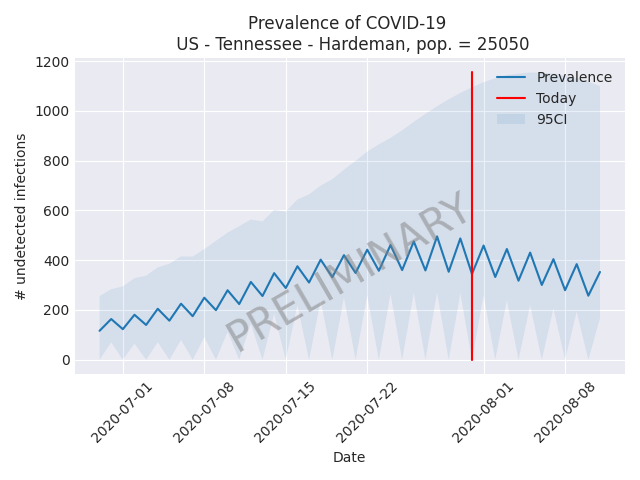 Prevalence of COVID-19
US - Tennessee - Hardeman, pop. = 25050
Prevalence
Today
95CI
PRELIMINARY
# undetected infections
1200
1000
800
600
400
200
0
2020-07-01
2020-07-08
2020-07-15
2020-07-22
2020-08-01
2020-08-08
Date